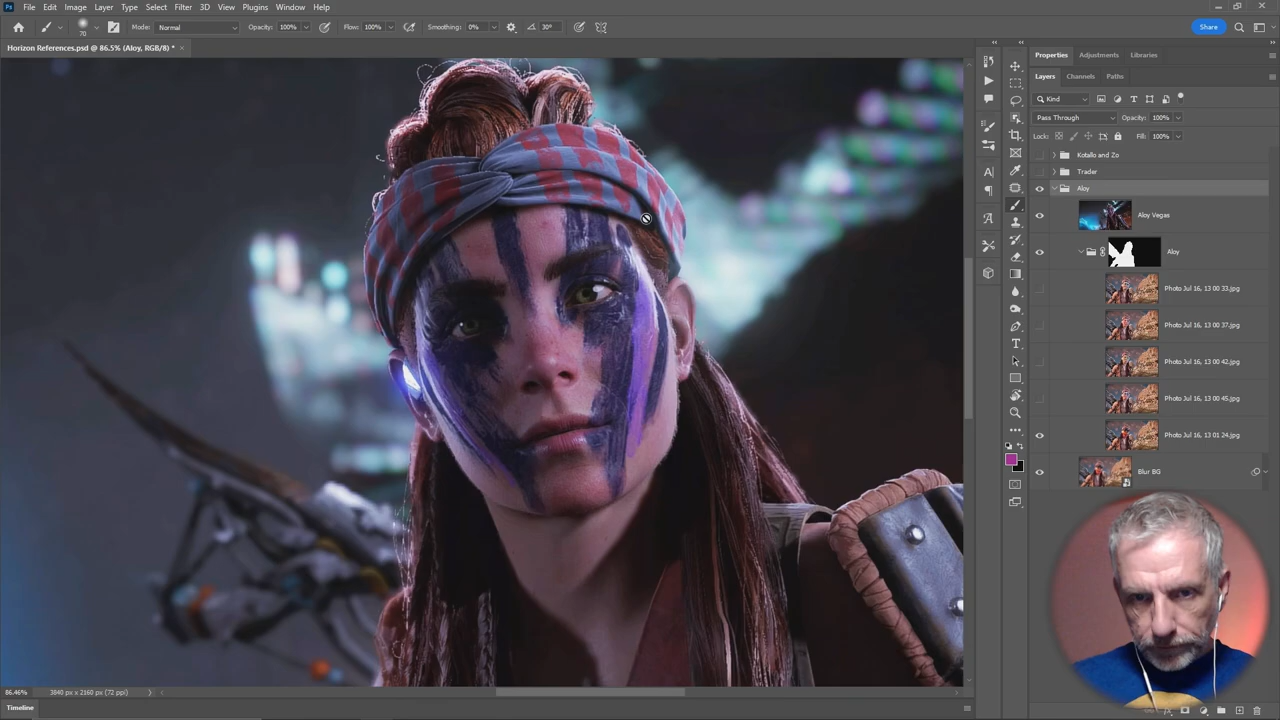 Ps File Edit Image Layer Type Select Filter 3D View Plugins Window Help
70 Mode: Normal Opacity: 100% Flow: 100% Smoothing: 0% 30° Share
Horizon References.psd @ 86.5% (Aloy, RGB/8) *
Properties Adjustments Libraries
Layers Channels Paths
Kind
Pass Through Opacity: 100%
Lock: Fill: 100%
Kotallo and Zo
Trader
Aloy
Aloy Vegas
Aloy
Photo Jul 16, 13 00 33.jpg
Photo Jul 16, 13 00 37.jpg
Photo Jul 16, 13 00 42.jpg
Photo Jul 16, 13 00 45.jpg
Photo Jul 16, 13 01 24.jpg
Blur BG
86.46% 3840 px x 2160 px (72 ppi)
Timeline